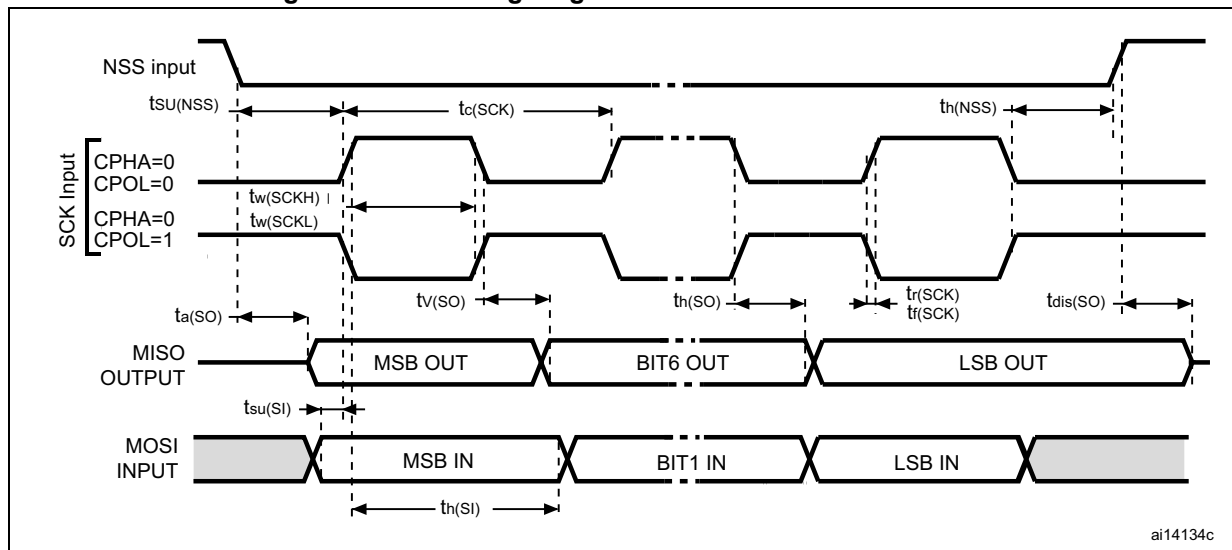 NSS input
tSU(NSS)
tc(SCK)
th(NSS)
SCK Input
CPHA=0
CPOL=0
tw(SCKH)
tw(SCKL)
CPHA=0
CPOL=1
ta(SO)
tV(SO)
th(SO)
tr(SCK)
tf(SCK)
tdis(SO)
MISO
OUTPUT
MSB OUT
BIT6 OUT
LSB OUT
tsu(SI)
MOSI
INPUT
MSB IN
BIT1 IN
LSB IN
th(SI)
ai14134c